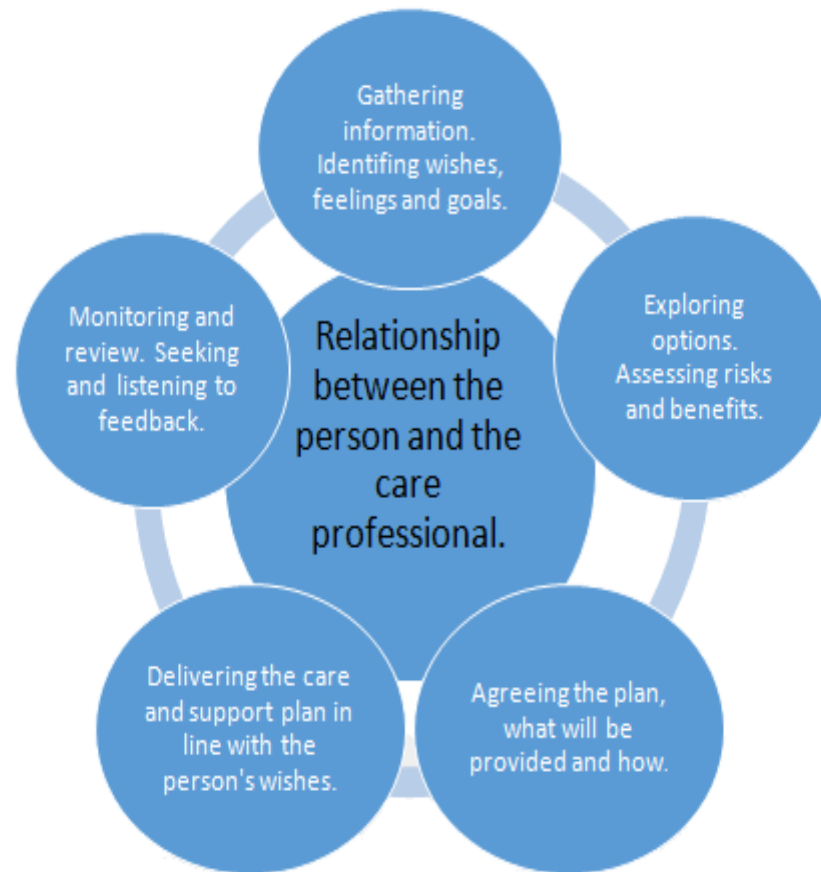 Gathering
information.
Identifing wishes,
feelings and goals.
Exploring
options.
Assessing risks
and benefits.
Agreeing the plan,
what will be
provided and how.
Delivering the care
and support plan in
line with the
person's wishes.
Monitoring and
review. Seeking
and listening to
feedback.
Relationship
between the
person and the
care
professional.